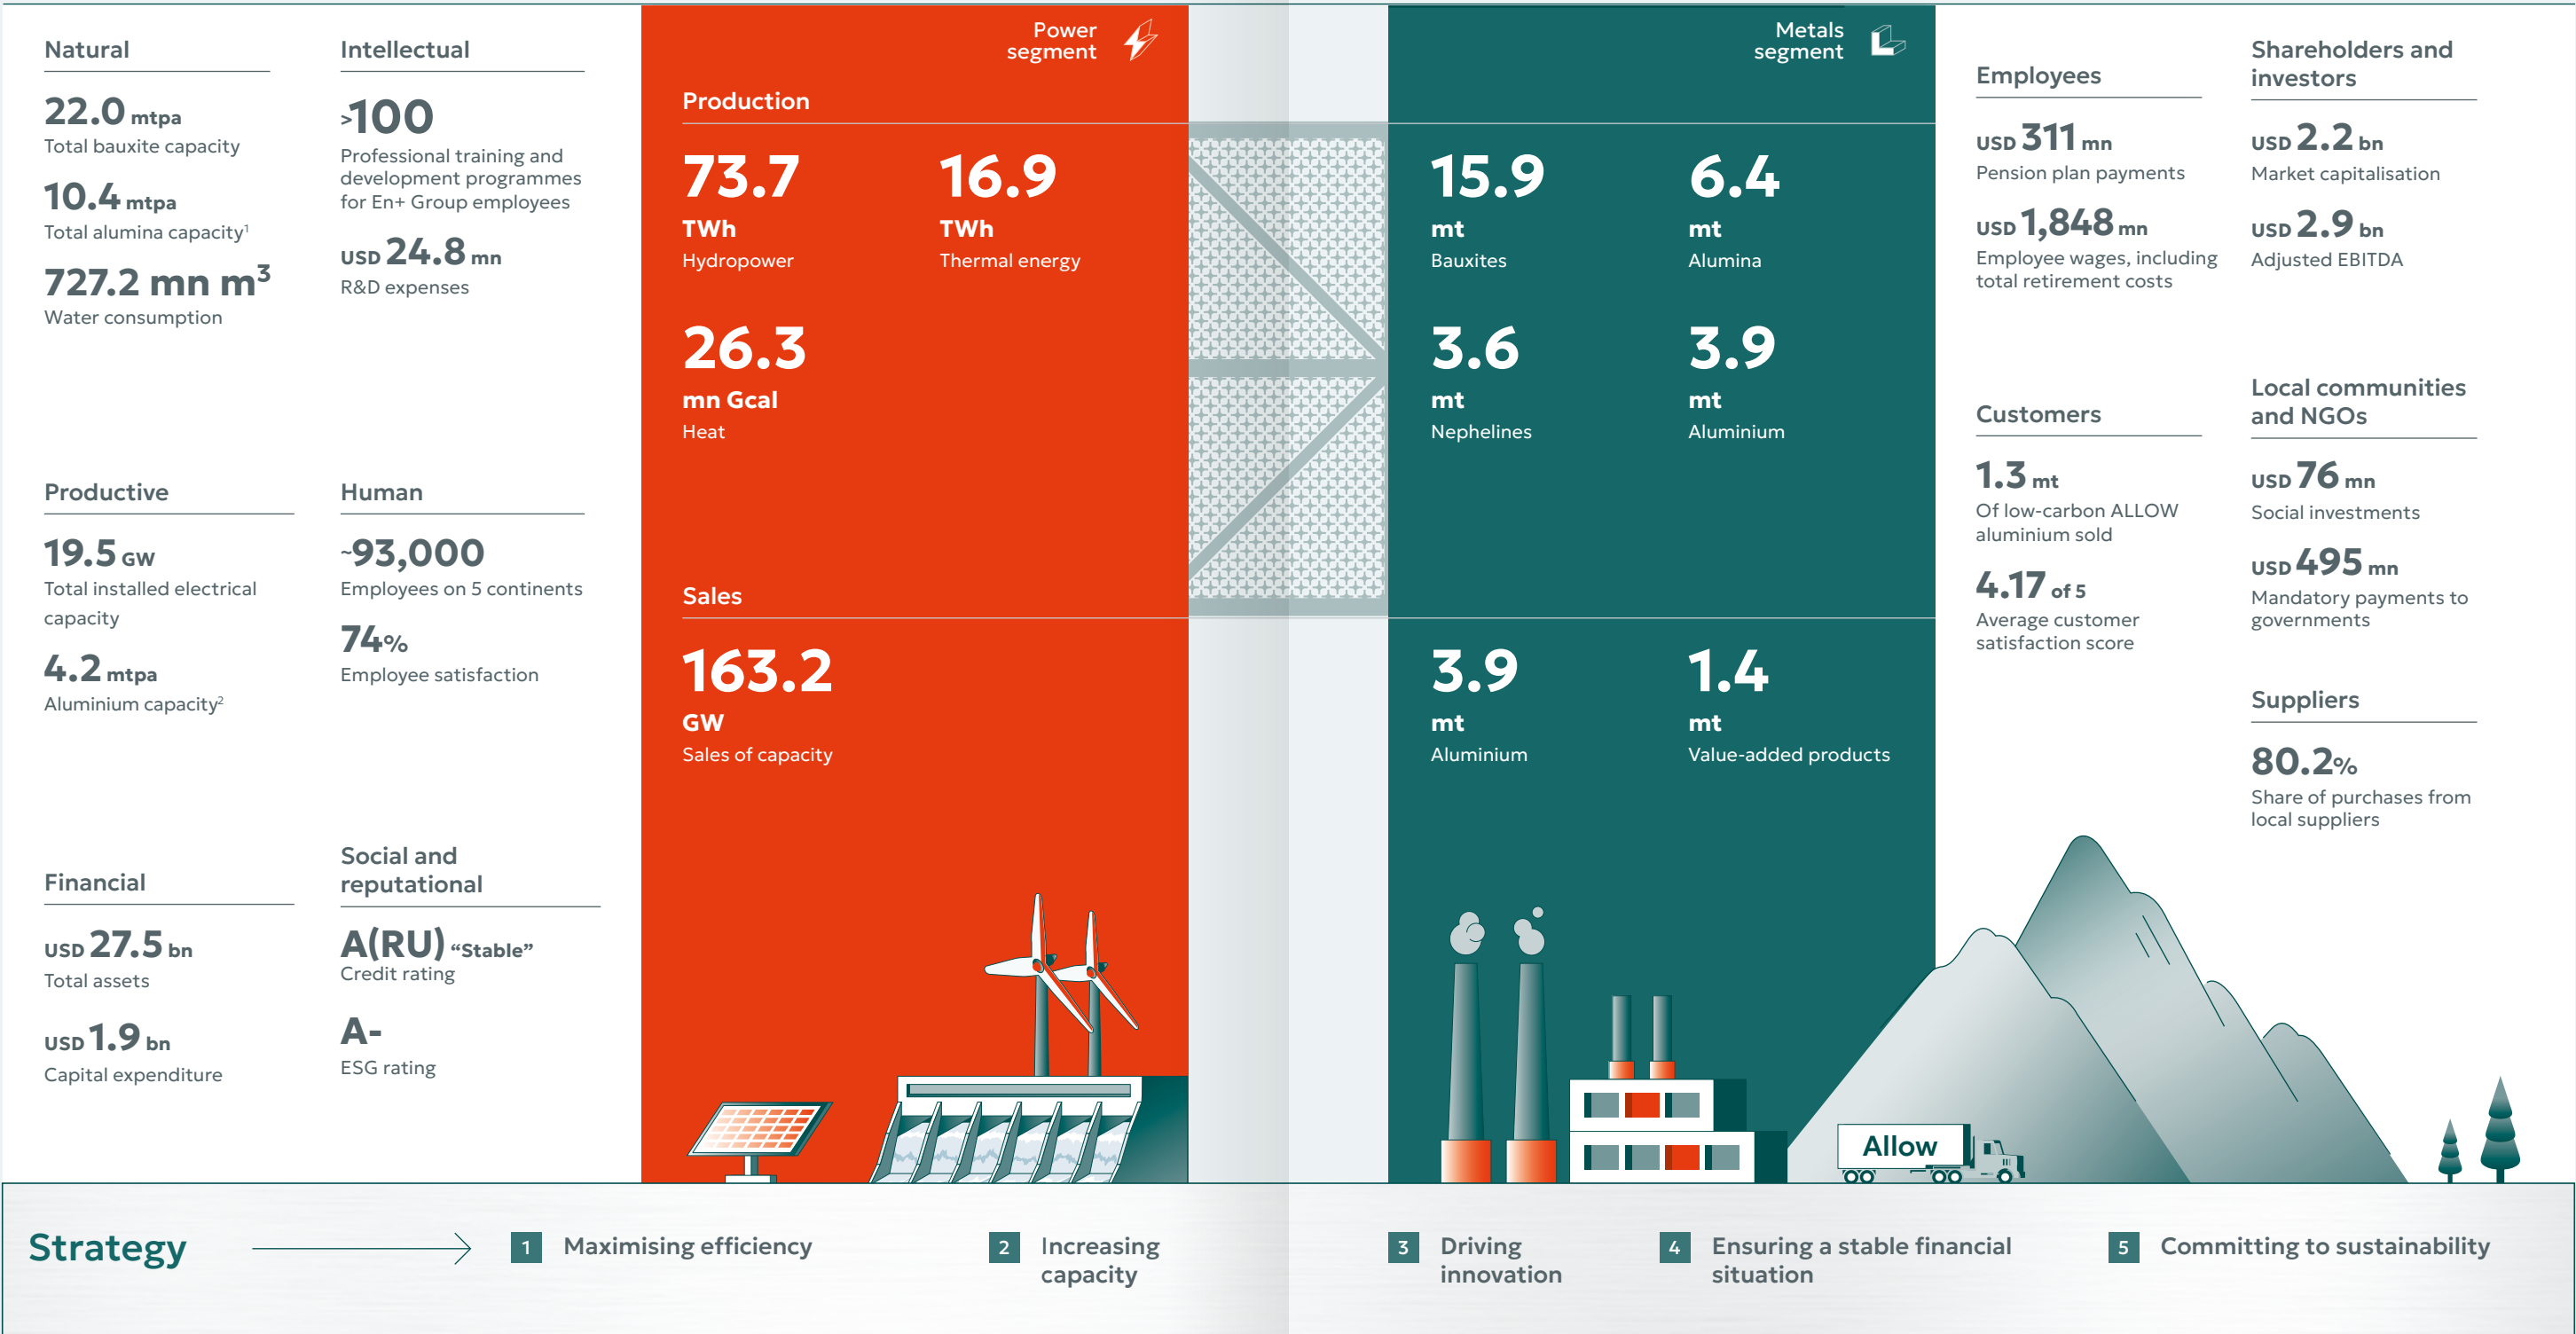 Natural
22.0 mtpa
Total bauxite capacity
10.4 mtpa
Total alumina capacity¹
727.2 mn m³
Water consumption
Intellectual
>100
Professional training and
development programmes
for En+ Group employees
USD 24.8 mn
R&D expenses
Productive
19.5 GW
Total installed electrical
capacity
4.2 mtpa
Aluminium capacity²
Human
~93,000
Employees on 5 continents
74%
Employee satisfaction
Financial
USD 27.5 bn
Total assets
USD 1.9 bn
Capital expenditure
Social and
reputational
A(RU) “Stable”
Credit rating
A-
ESG rating
Power
segment
Production
73.7
TWh
Hydropower
16.9
TWh
Thermal energy
26.3
mn Gcal
Heat
Sales
163.2
GW
Sales of capacity
Metals
segment
15.9
mt
Bauxites
6.4
mt
Alumina
3.6
mt
Nephelines
3.9
mt
Aluminium
3.9
mt
Aluminium
1.4
mt
Value-added products
Employees
USD 311 mn
Pension plan payments
USD 1,848 mn
Employee wages, including
total retirement costs
Shareholders and
investors
USD 2.2 bn
Market capitalisation
USD 2.9 bn
Adjusted EBITDA
Customers
1.3 mt
Of low-carbon ALLOW
aluminium sold
4.17 of 5
Average customer
satisfaction score
Local communities
and NGOs
USD 76 mn
Social investments
USD 495 mn
Mandatory payments to
governments
Suppliers
80.2%
Share of purchases from
local suppliers
Allow
Strategy
1 Maximising efficiency
2 Increasing
capacity
3 Driving
innovation
4 Ensuring a stable financial
situation
5 Committing to sustainability